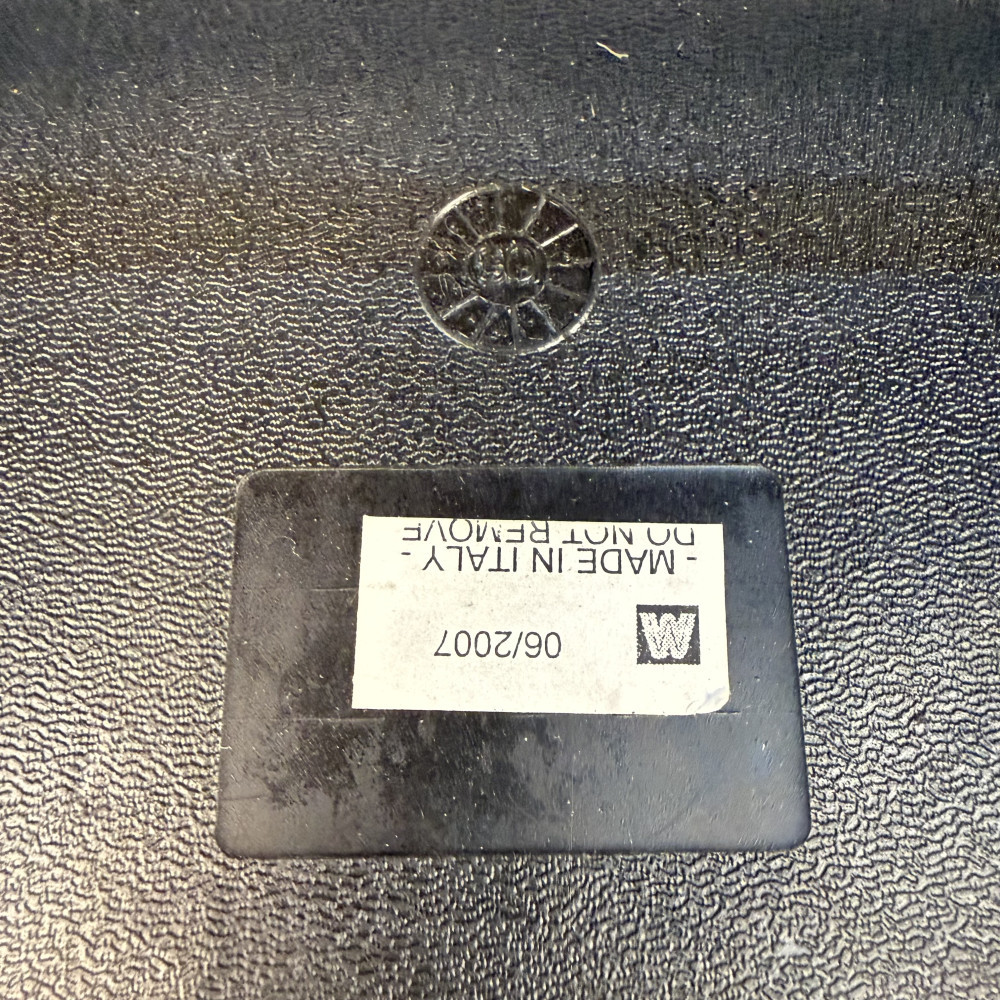 06/2007
- MADE IN ITALY -
DO NOT REMOVE